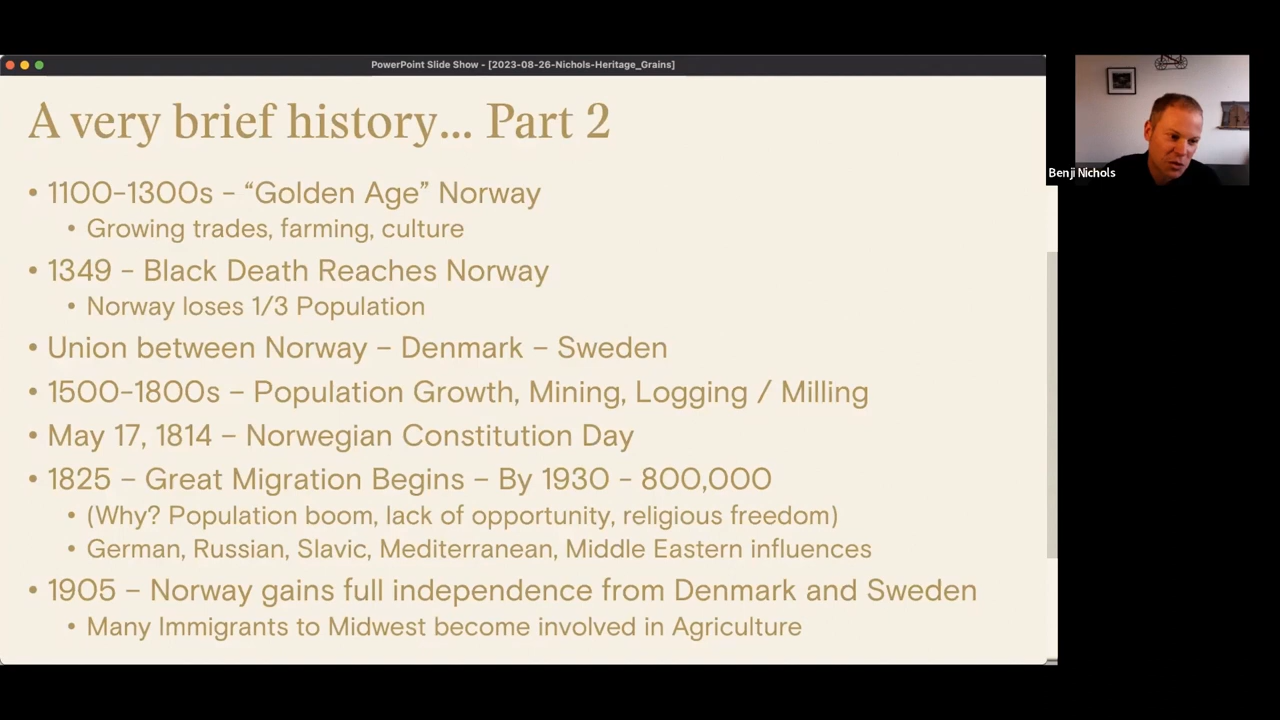 PowerPoint Slide Show - [2023-08-26-Nichols-Heritage_Grains]
A very brief history... Part 2
• 1100-1300s - “Golden Age” Norway
• Growing trades, farming, culture
• 1349 - Black Death Reaches Norway
• Norway loses 1/3 Population
• Union between Norway – Denmark – Sweden
• 1500-1800s – Population Growth, Mining, Logging / Milling
• May 17, 1814 – Norwegian Constitution Day
• 1825 – Great Migration Begins – By 1930 - 800,000
• (Why? Population boom, lack of opportunity, religious freedom)
• German, Russian, Slavic, Mediterranean, Middle Eastern influences
• 1905 – Norway gains full independence from Denmark and Sweden
• Many Immigrants to Midwest become involved in Agriculture
Benji Nichols